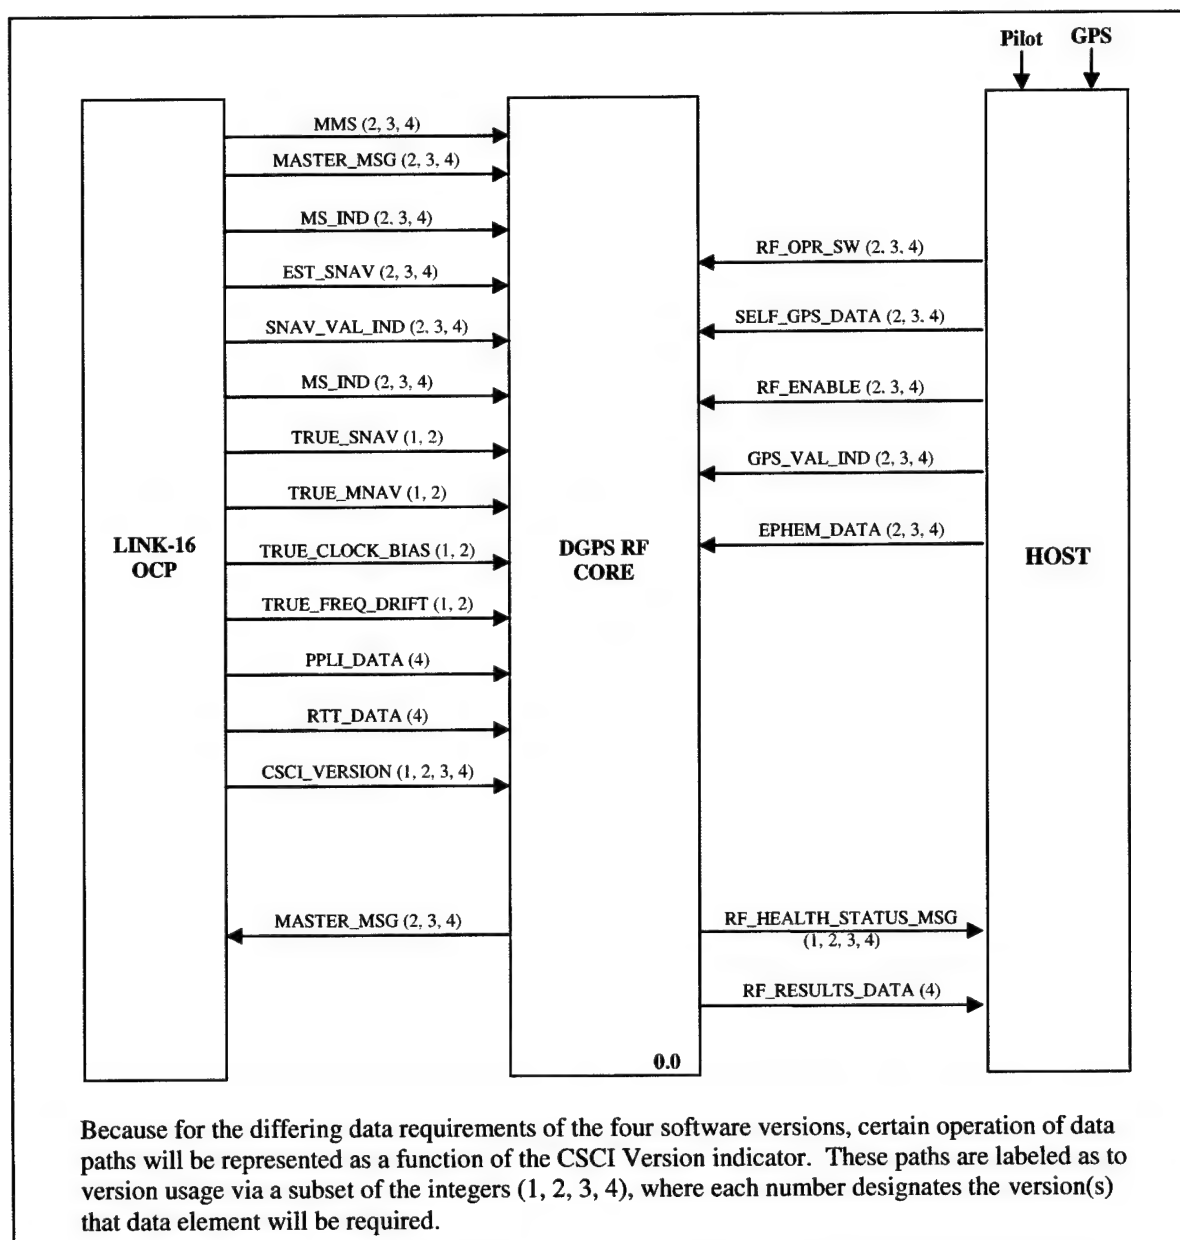 Pilot GPS
MMS (2, 3, 4)
MASTER_MSG (2, 3, 4)
MS_IND (2, 3, 4)
EST_SNAV (2, 3, 4)
SNAV_VAL_IND (2, 3, 4)
MS_IND (2, 3, 4)
TRUE_SNAV (1, 2)
TRUE_MNAV (1, 2)
TRUE_CLOCK_BIAS (1, 2)
TRUE_FREQ_DRIFT (1, 2)
PPLI_DATA (4)
RTT_DATA (4)
CSCI_VERSION (1, 2, 3, 4)
MASTER_MSG (2, 3, 4)
LINK-16
OCP
DGPS RF
CORE
0.0
RF_OPR_SW (2, 3, 4)
SELF_GPS_DATA (2, 3, 4)
RF_ENABLE (2, 3, 4)
GPS_VAL_IND (2, 3, 4)
EPHEM_DATA (2, 3, 4)
RF_HEALTH_STATUS_MSG
(1, 2, 3, 4)
RF_RESULTS_DATA (4)
HOST
Because for the differing data requirements of the four software versions, certain operation of data
paths will be represented as a function of the CSCI Version indicator. These paths are labeled as to
version usage via a subset of the integers (1, 2, 3, 4), where each number designates the version(s)
that data element will be required.